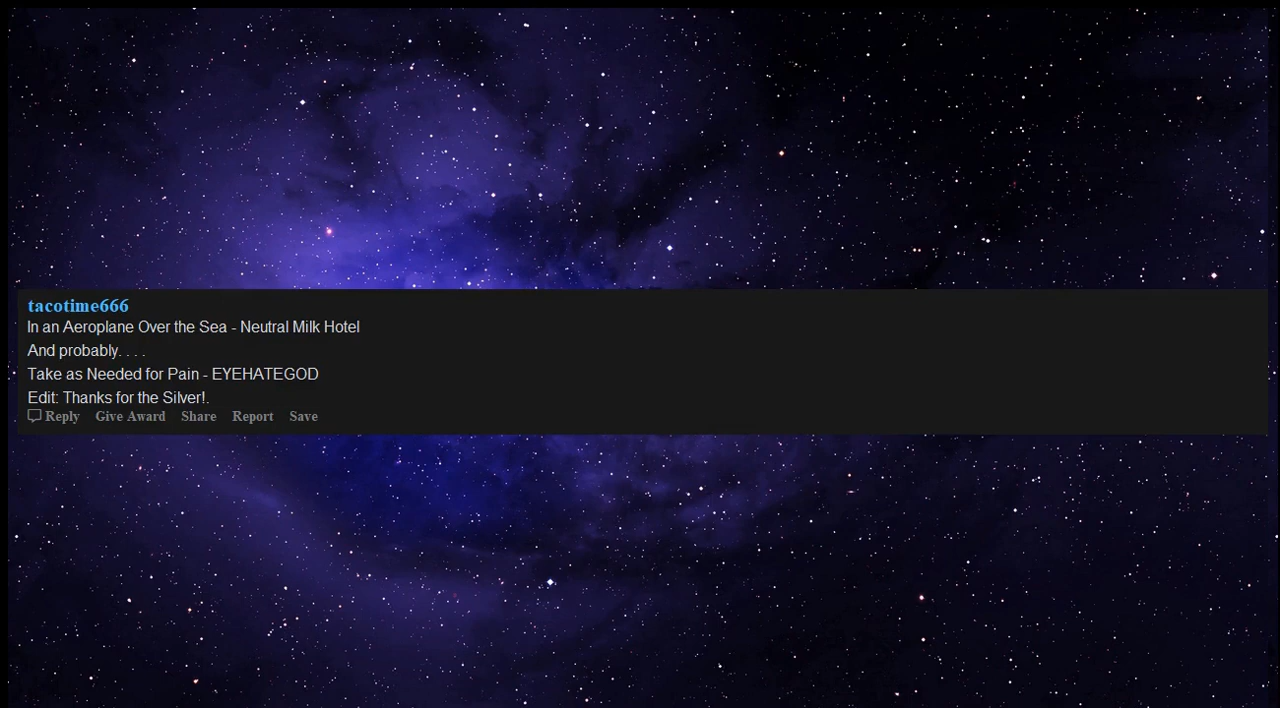 tacotime666
In an Aeroplane Over the Sea - Neutral Milk Hotel
And probably. . . .
Take as Needed for Pain - EYEHATEGOD
Edit: Thanks for the Silver!.
Reply Give Award Share Report Save